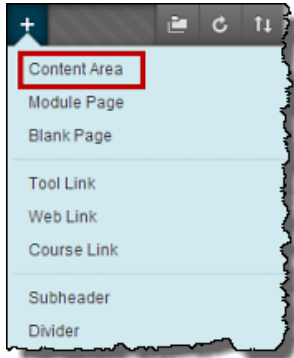 Content Area
Module Page
Blank Page
Tool Link
Web Link
Course Link
Subheader
Divider